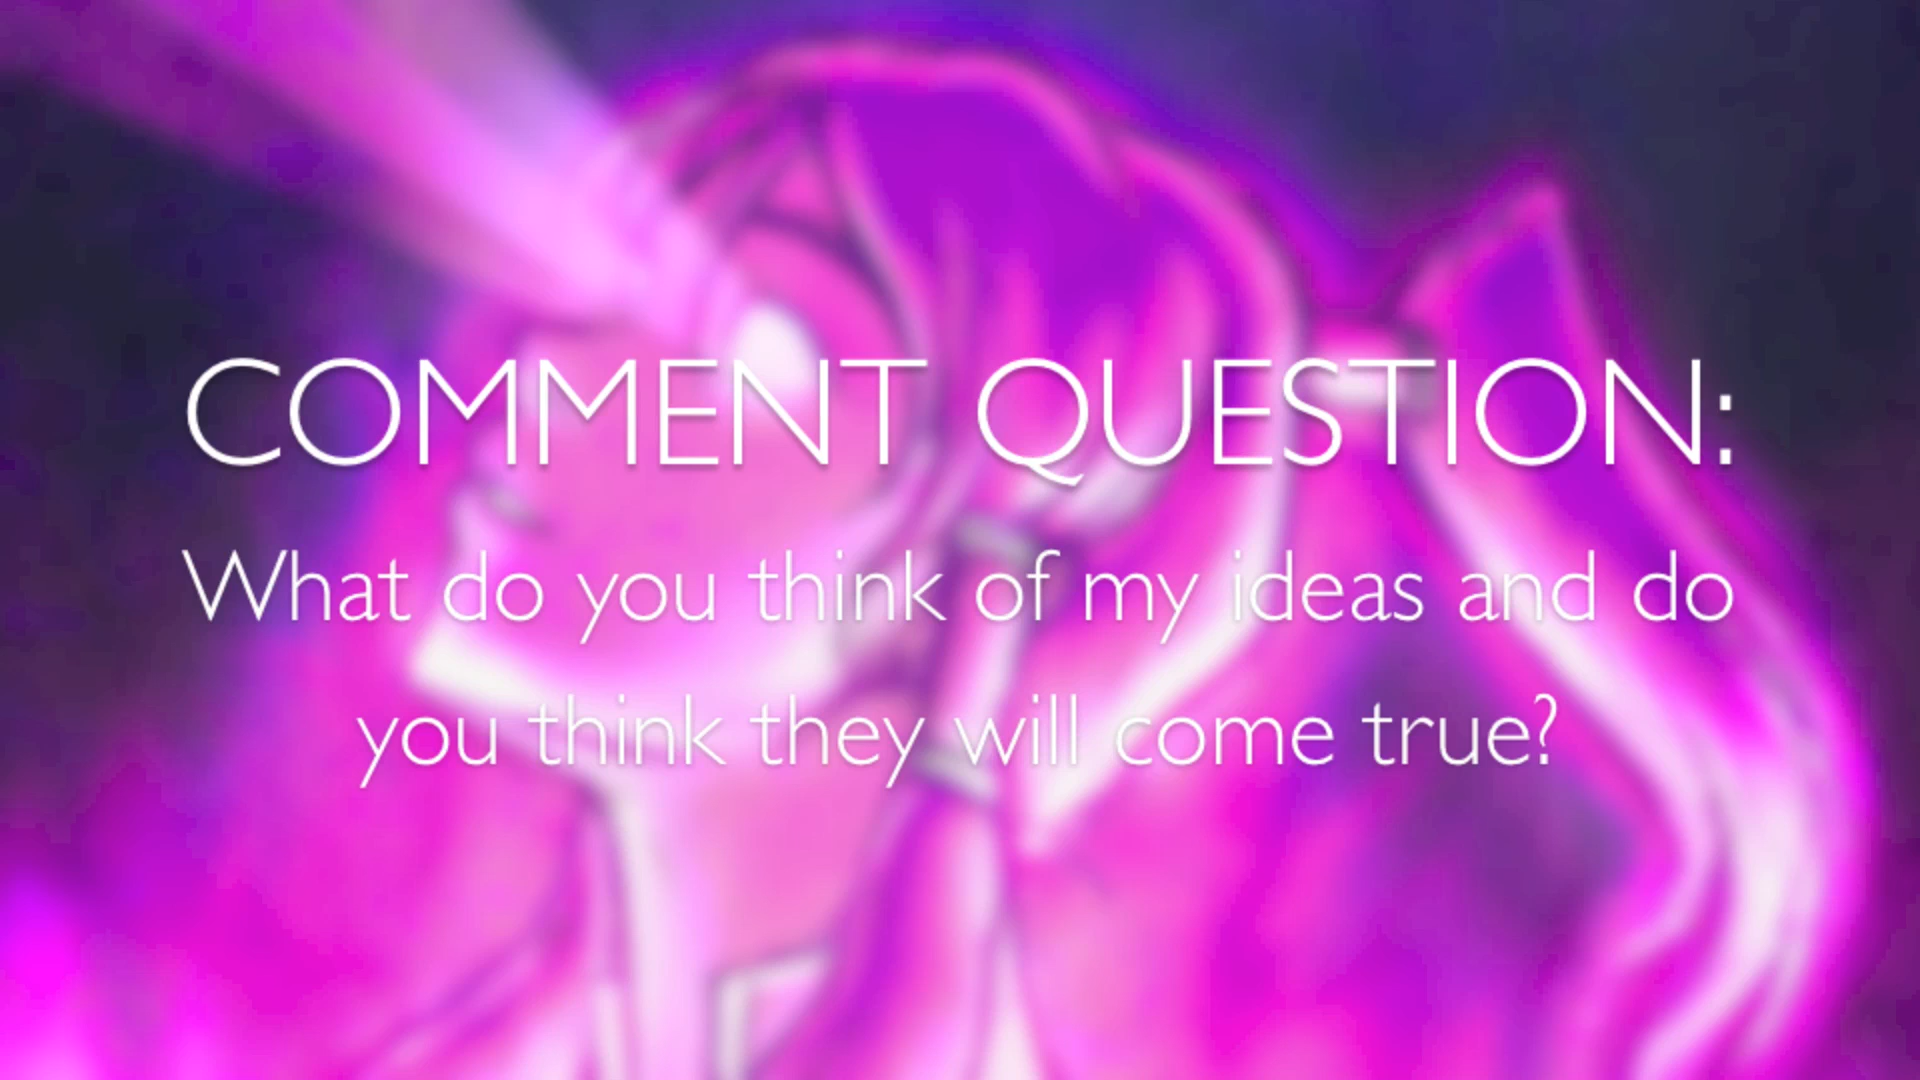 COMMENT QUESTION:
What do you think of my ideas and do
you think they will come true?